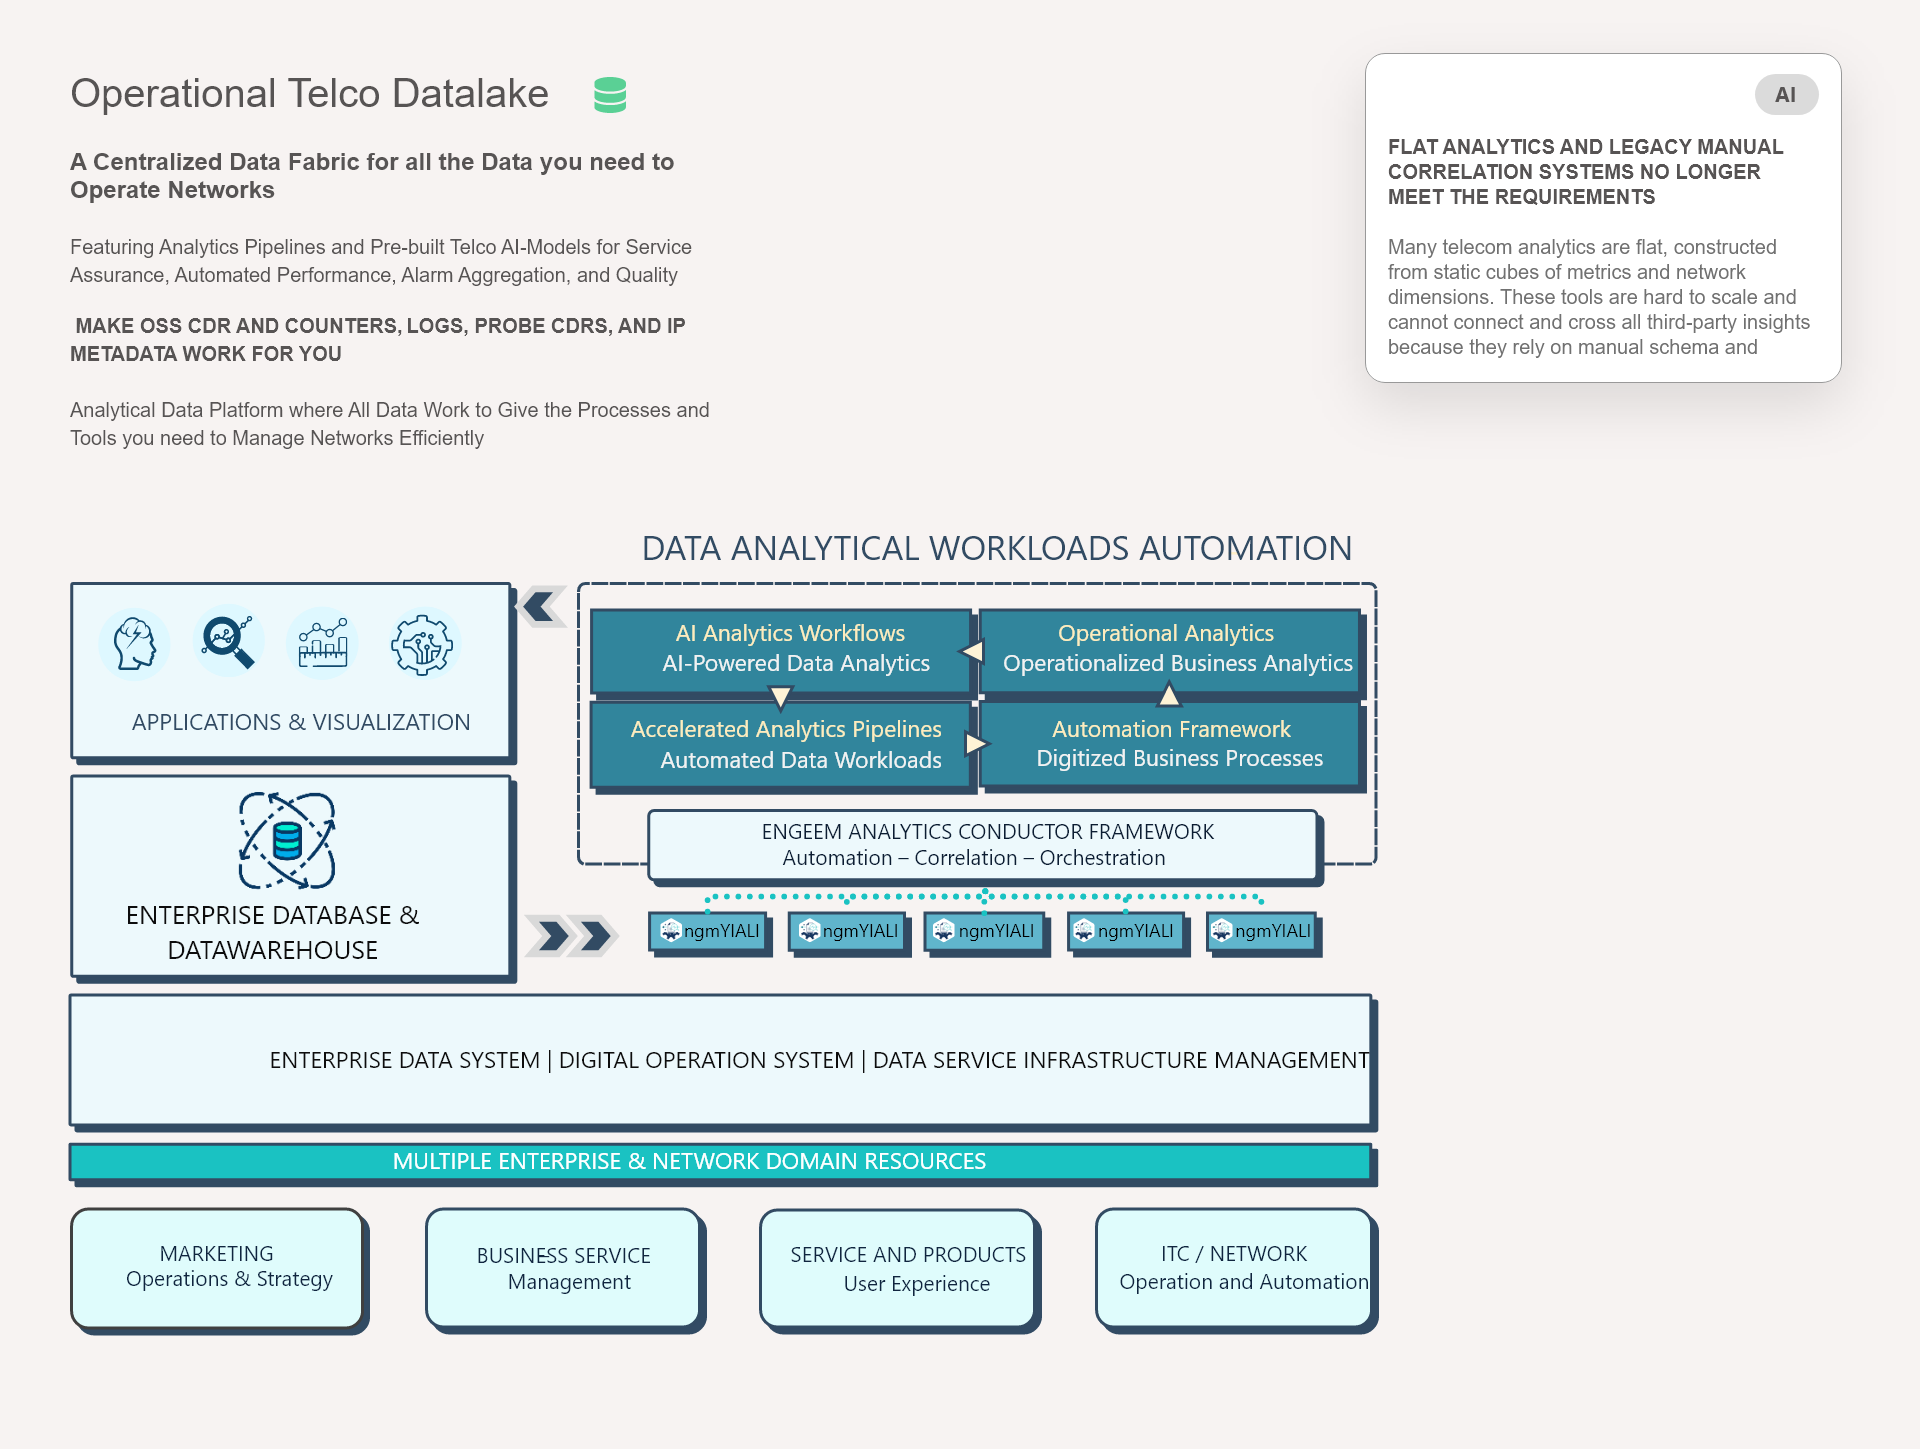 Operational Telco Datalake
A Centralized Data Fabric for all the Data you need to
Operate Networks
Featuring Analytics Pipelines and Pre-built Telco AI-Models for Service
Assurance, Automated Performance, Alarm Aggregation, and Quality
MAKE OSS CDR AND COUNTERS, LOGS, PROBE CDRS, AND IP
METADATA WORK FOR YOU
Analytical Data Platform where All Data Work to Give the Processes and
Tools you need to Manage Networks Efficiently
AI
FLAT ANALYTICS AND LEGACY MANUAL
CORRELATION SYSTEMS NO LONGER
MEET THE REQUIREMENTS
Many telecom analytics are flat, constructed
from static cubes of metrics and network
dimensions. These tools are hard to scale and
cannot connect and cross all third-party insights
because they rely on manual schema and
DATA ANALYTICAL WORKLOADS AUTOMATION
APPLICATIONS & VISUALIZATION
AI Analytics Workflows
AI-Powered Data Analytics
Operational Analytics
Operationalized Business Analytics
Accelerated Analytics Pipelines
Automated Data Workloads
Automation Framework
Digitized Business Processes
ENGEEM ANALYTICS CONDUCTOR FRAMEWORK
Automation – Correlation – Orchestration
ENTERPRISE DATABASE &
DATAWAREHOUSE
ngmYIALI
ngmYIALI
ngmYIALI
ngmYIALI
ngmYIALI
ENTERPRISE DATA SYSTEM | DIGITAL OPERATION SYSTEM | DATA SERVICE INFRASTRUCTURE MANAGEMENT
MULTIPLE ENTERPRISE & NETWORK DOMAIN RESOURCES
MARKETING
Operations & Strategy
BUSINESS SERVICE
Management
SERVICE AND PRODUCTS
User Experience
ITC / NETWORK
Operation and Automation